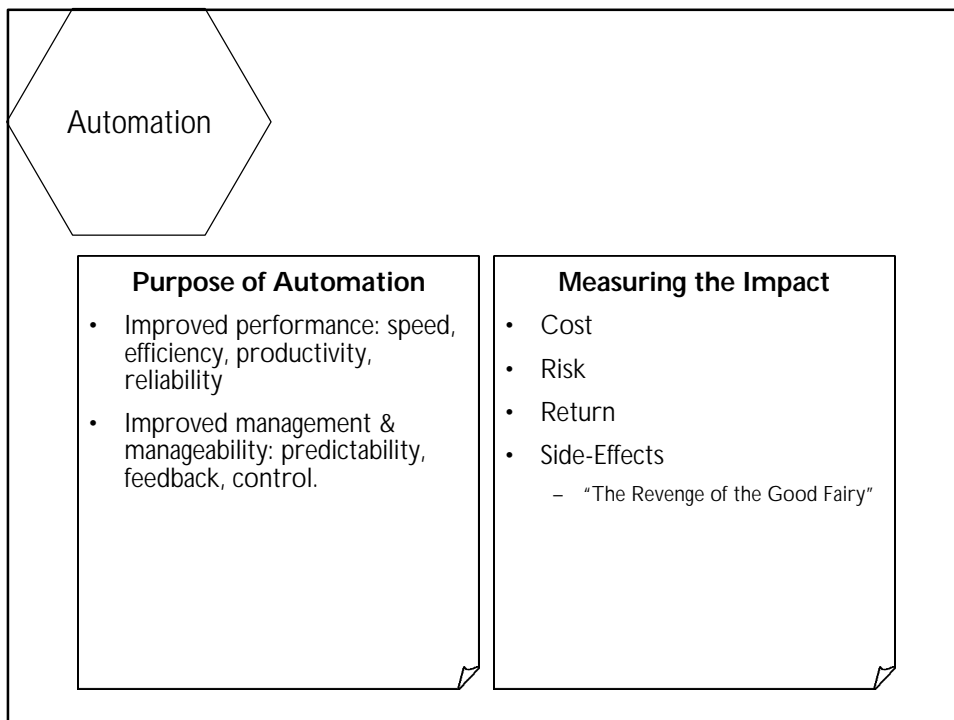 Automation
Purpose of Automation
• Improved performance: speed,
efficiency, productivity,
reliability
• Improved management &
manageability: predictability,
feedback, control.
Measuring the Impact
• Cost
• Risk
• Return
• Side-Effects
– “The Revenge of the Good Fairy”